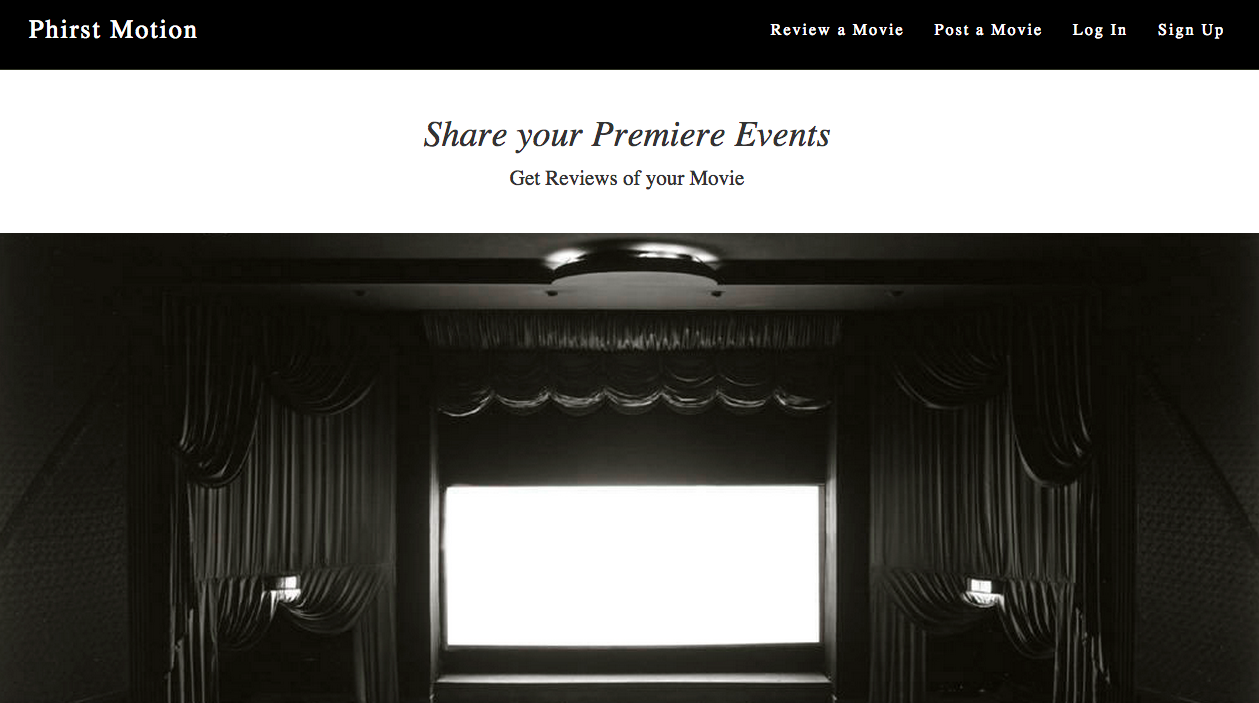 Phirst Motion
Review a Movie
Post a Movie
Log In
Sign Up
Share your Premiere Events
Get Reviews of your Movie